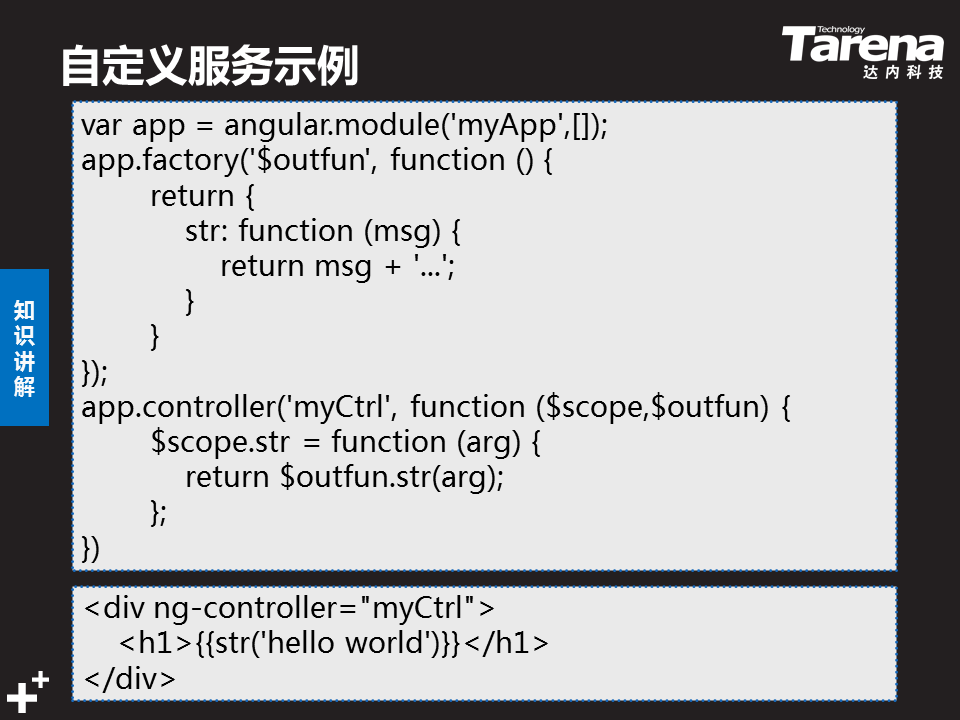 自定义服务示例
Technology
Tarena
达内科技
var app = angular.module('myApp',[]);
app.factory('$outfun', function () {
return {
str: function (msg) {
return msg + '...';
}
}
});
app.controller('myCtrl', function ($scope,$outfun) {
$scope.str = function (arg) {
return $outfun.str(arg);
};
})
知识讲解
<div ng-controller="myCtrl">
<h1>{{str('hello world')}}</h1>
</div>